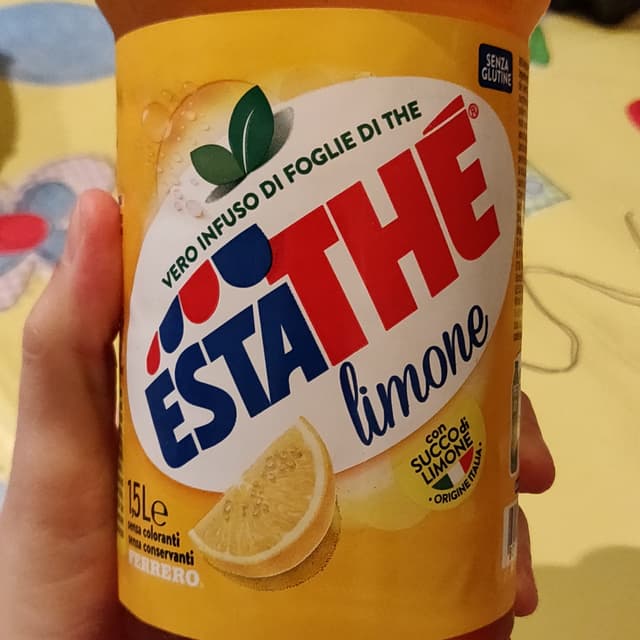 SENZA
GLUTINE
VERO INFUSO DI FOGLIE DI THE
ESTATHÉ®
limone
con
SUCCO di
LIMONE
• ORIGINE ITALIA •
1,5L e
senza coloranti
senza conservanti
FERRERO